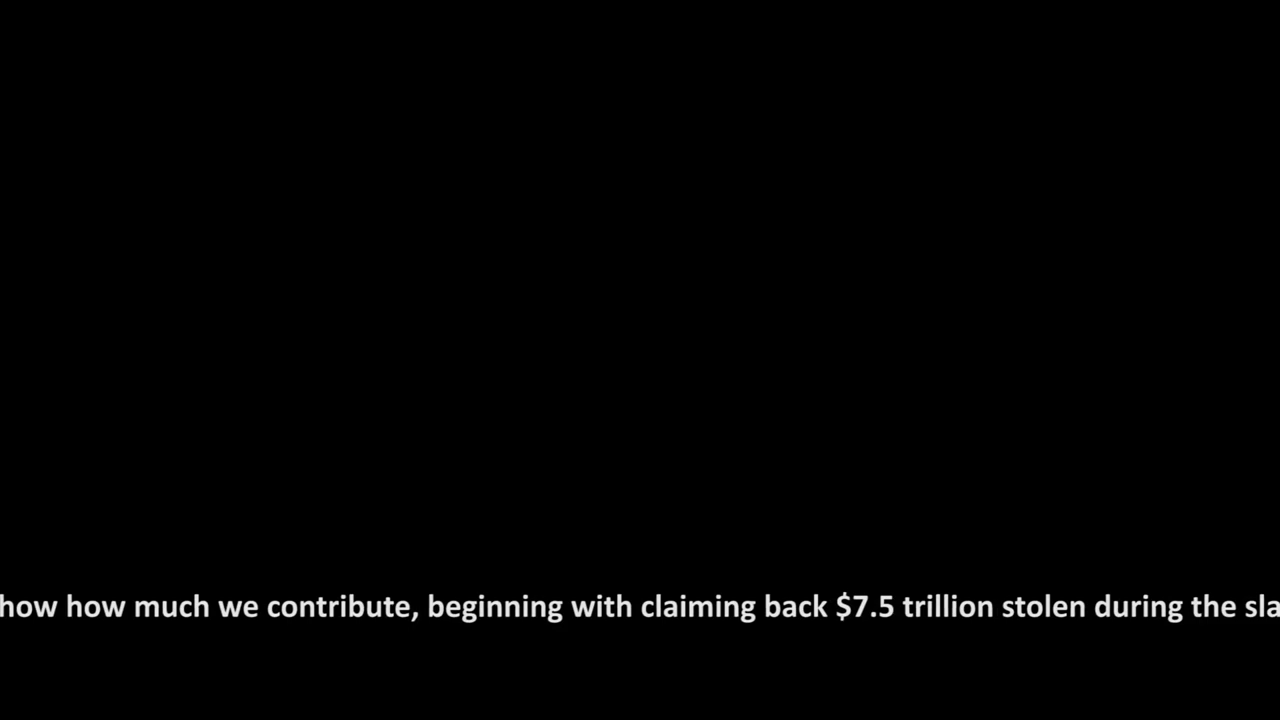 how how much we contribute, beginning with claiming back $7.5 trillion stolen during the sla